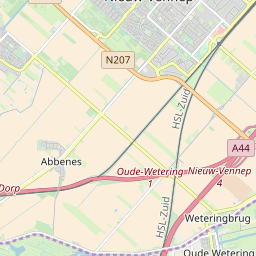 Nieuw-Vennep
N207
HSL-Zuid
A44
Abbenes
Oude-Wetering
1
Nieuw-Vennep
4
Dorp
HSL-Zuid
Weteringbrug
Oude Wetering